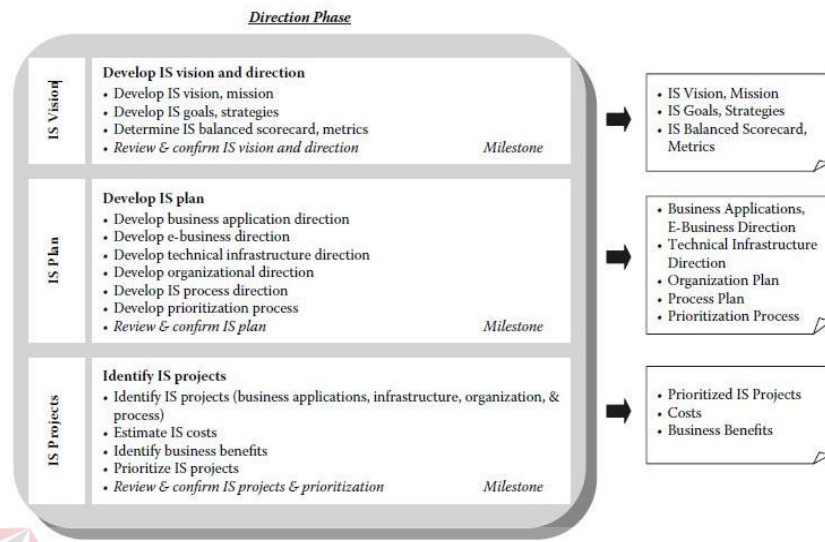 Direction Phase
IS Vision
Develop IS vision and direction
• Develop IS vision, mission
• Develop IS goals, strategies
• Determine IS balanced scorecard, metrics
• Review & confirm IS vision and direction Milestone
• IS Vision, Mission
• IS Goals, Strategies
• IS Balanced Scorecard,
Metrics
IS Plan
Develop IS plan
• Develop business application direction
• Develop e-business direction
• Develop technical infrastructure direction
• Develop organizational direction
• Develop IS process direction
• Develop prioritization process
• Review & confirm IS plan Milestone
• Business Applications,
E-Business Direction
• Technical Infrastructure
Direction
• Organization Plan
• Process Plan
• Prioritization Process
IS Projects
Identify IS projects
• Identify IS projects (business applications, infrastructure, organization, &
process)
• Estimate IS costs
• Identify business benefits
• Prioritize IS projects
• Review & confirm IS projects & prioritization Milestone
• Prioritized IS Projects
• Costs
• Business Benefits